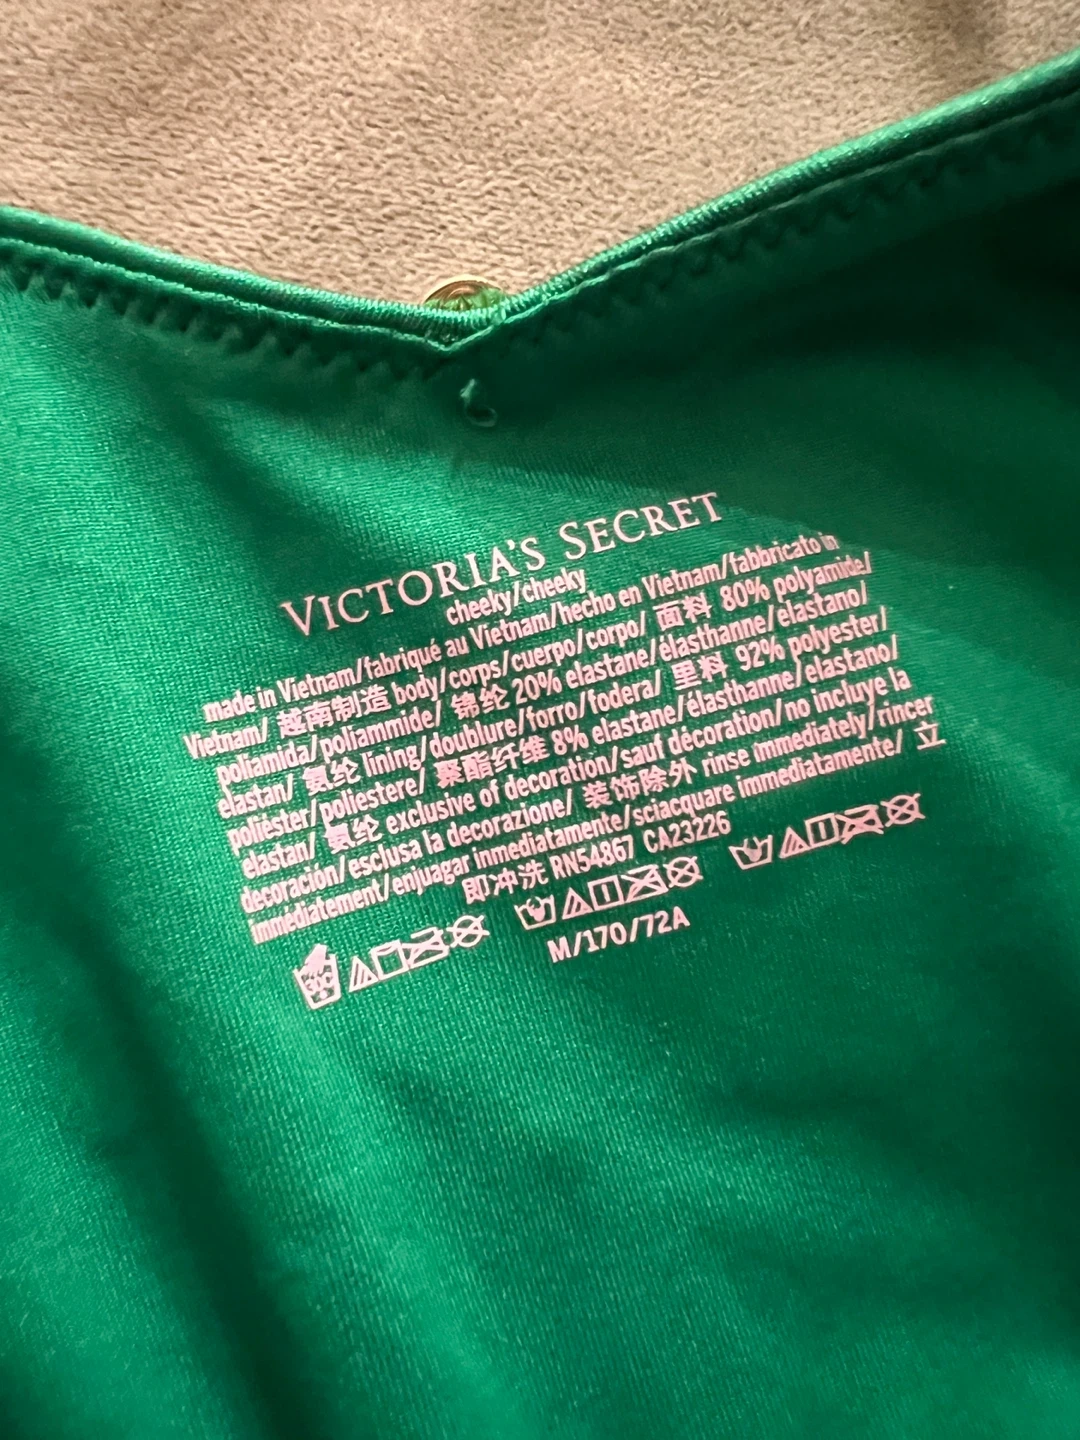 VICTORIA'S SECRET
cheeky/cheeky
made in Vietnam/fabriqué au Vietnam/hecho en Vietnam/fabbricato in
Vietnam/ 越南制造 body/corps/cuerpo/corpo/ 面料 80% polyamide/
poliamida/poliammide/ 锦纶 20% elastane/élasthanne/élastano/
elastan/ 氨纶 lining/doublure/forro/fodera/ 里料 92% polyester/
poliéster/poliestere/ 聚酯纤维 8% elastane/élasthanne/elastano/
elastan/ 氨纶 exclusive of decoration/sauf décoration/no incluye la
decoración/esclusa la decorazione/ 装饰除外 rinse immediately/rincer
immédiatement/enjuagar inmediatamente/sciacquare immediatamente/ 立
即冲洗 RN54867 CA23226
30C
M/170/72A